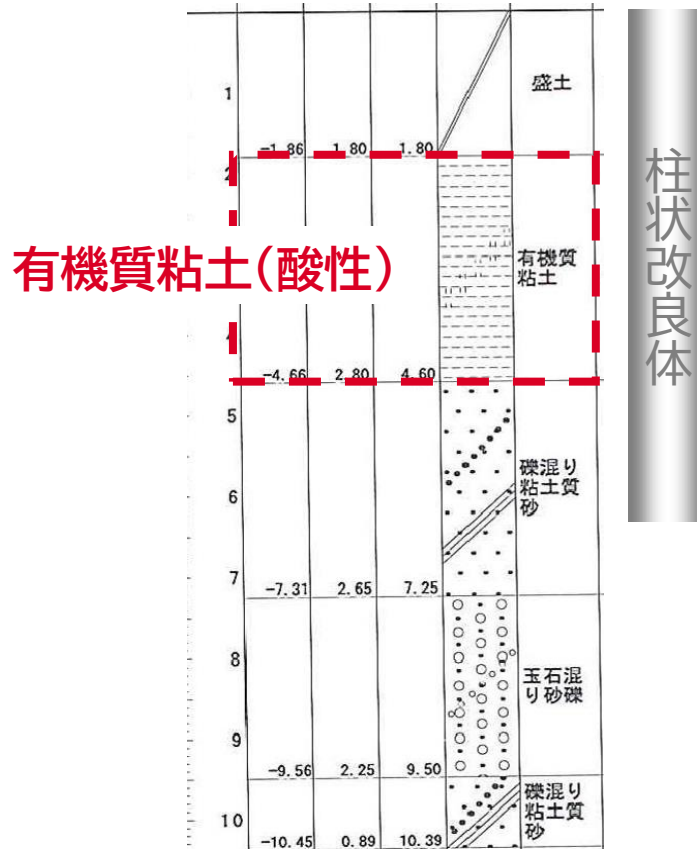 1
盛土
-1.86 1.80 1.80
2
有機質粘土(酸性)
有機質
粘土
-4.66 2.80 4.60
5
礫混り
粘土質
砂
6
7
-7.31 2.65 7.25
8
玉石混
り砂礫
9
-9.56 2.25 9.50
礫混り
粘土質
砂
10
-10.45 0.89 10.39
柱状改良体